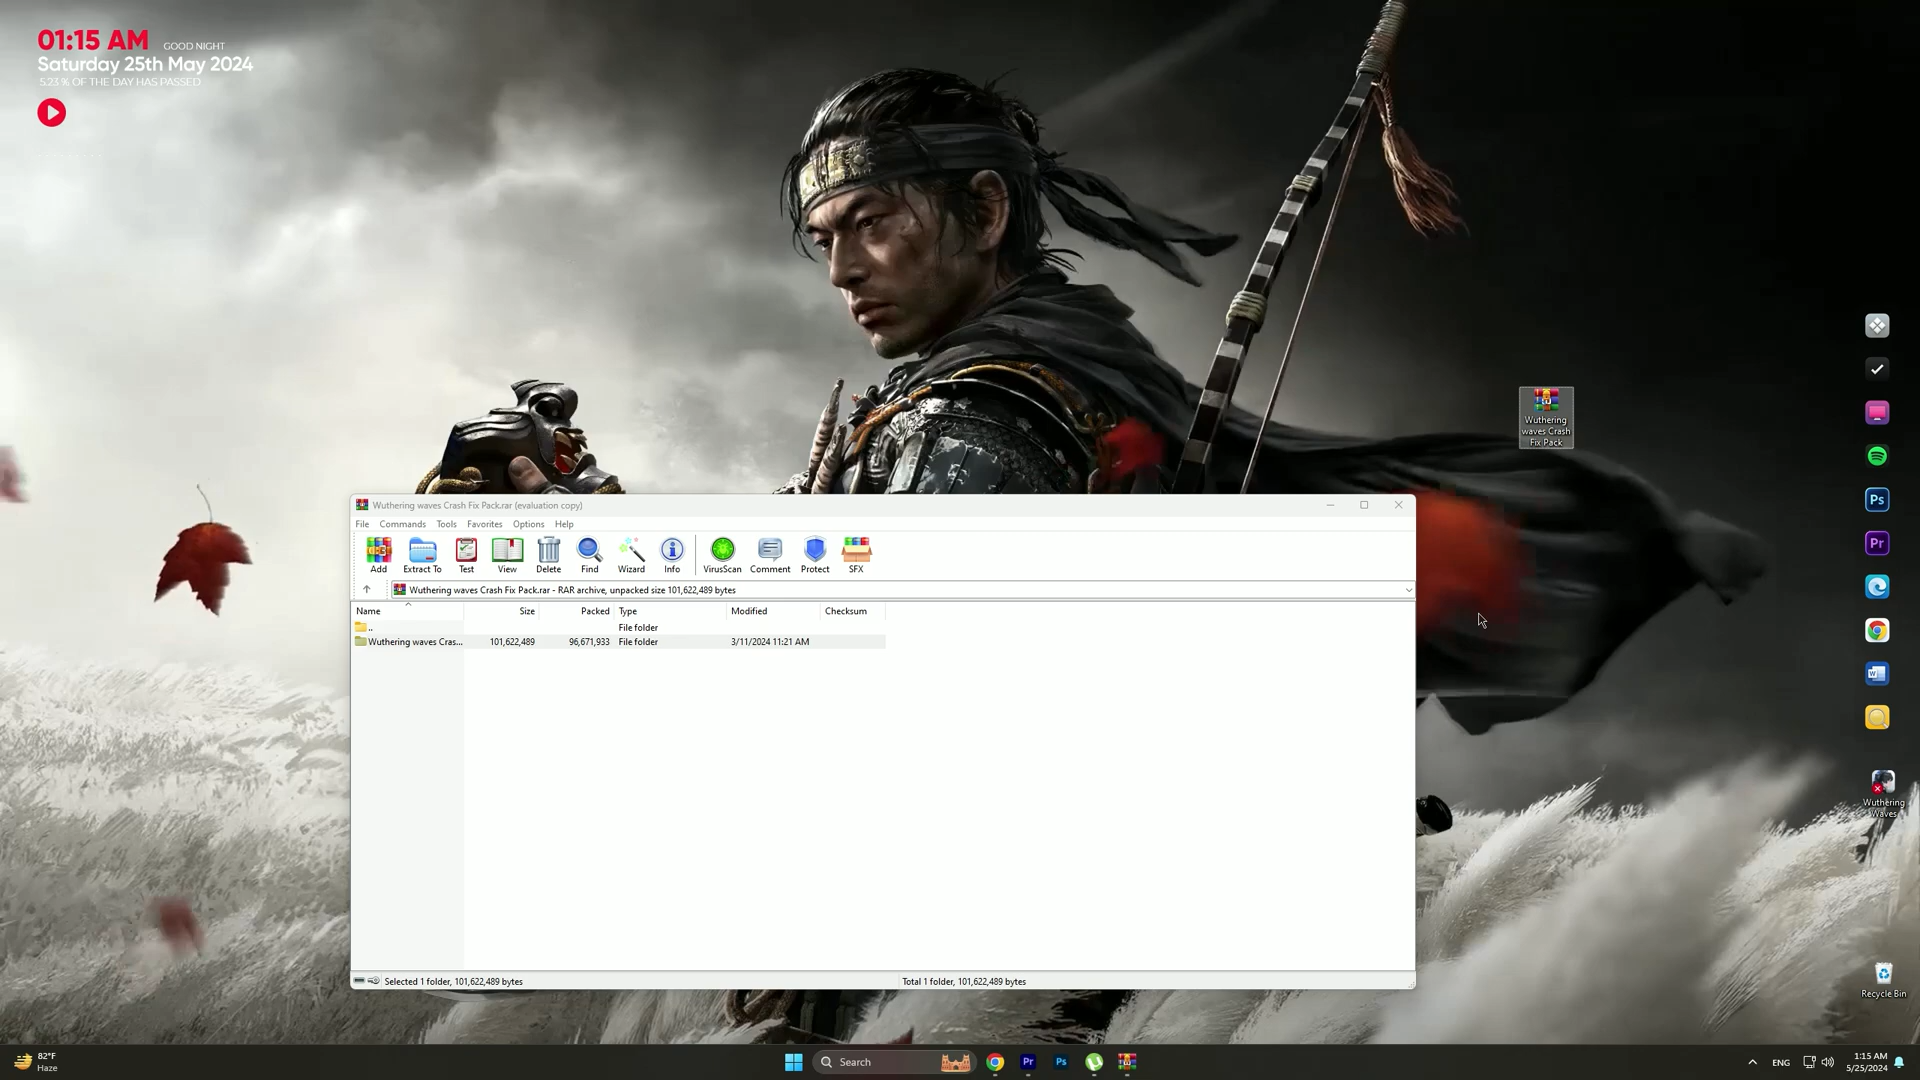 01:15 AM GOOD NIGHT
Saturday 25th May 2024
5.23 % OF THE DAY HAS PASSED
Wuthering
waves Crash
Fix Pack
Wuthering waves Crash Fix Pack.rar (evaluation copy)
File Commands Tools Favorites Options Help
Add Extract To Test View Delete Find Wizard Info VirusScan Comment Protect SFX
Wuthering waves Crash Fix Pack.rar - RAR archive, unpacked size 101,622,489 bytes
Name Size Packed Type Modified Checksum
.. File folder
Wuthering waves Cras... 101,622,489 96,671,933 File folder 3/11/2024 11:21 AM
Selected 1 folder, 101,622,489 bytes Total 1 folder, 101,622,489 bytes
Ps
Pr
W
Wuthering
Waves
Recycle Bin
82°F
Haze
Search
Pr
Ps
ENG
1:15 AM
5/25/2024